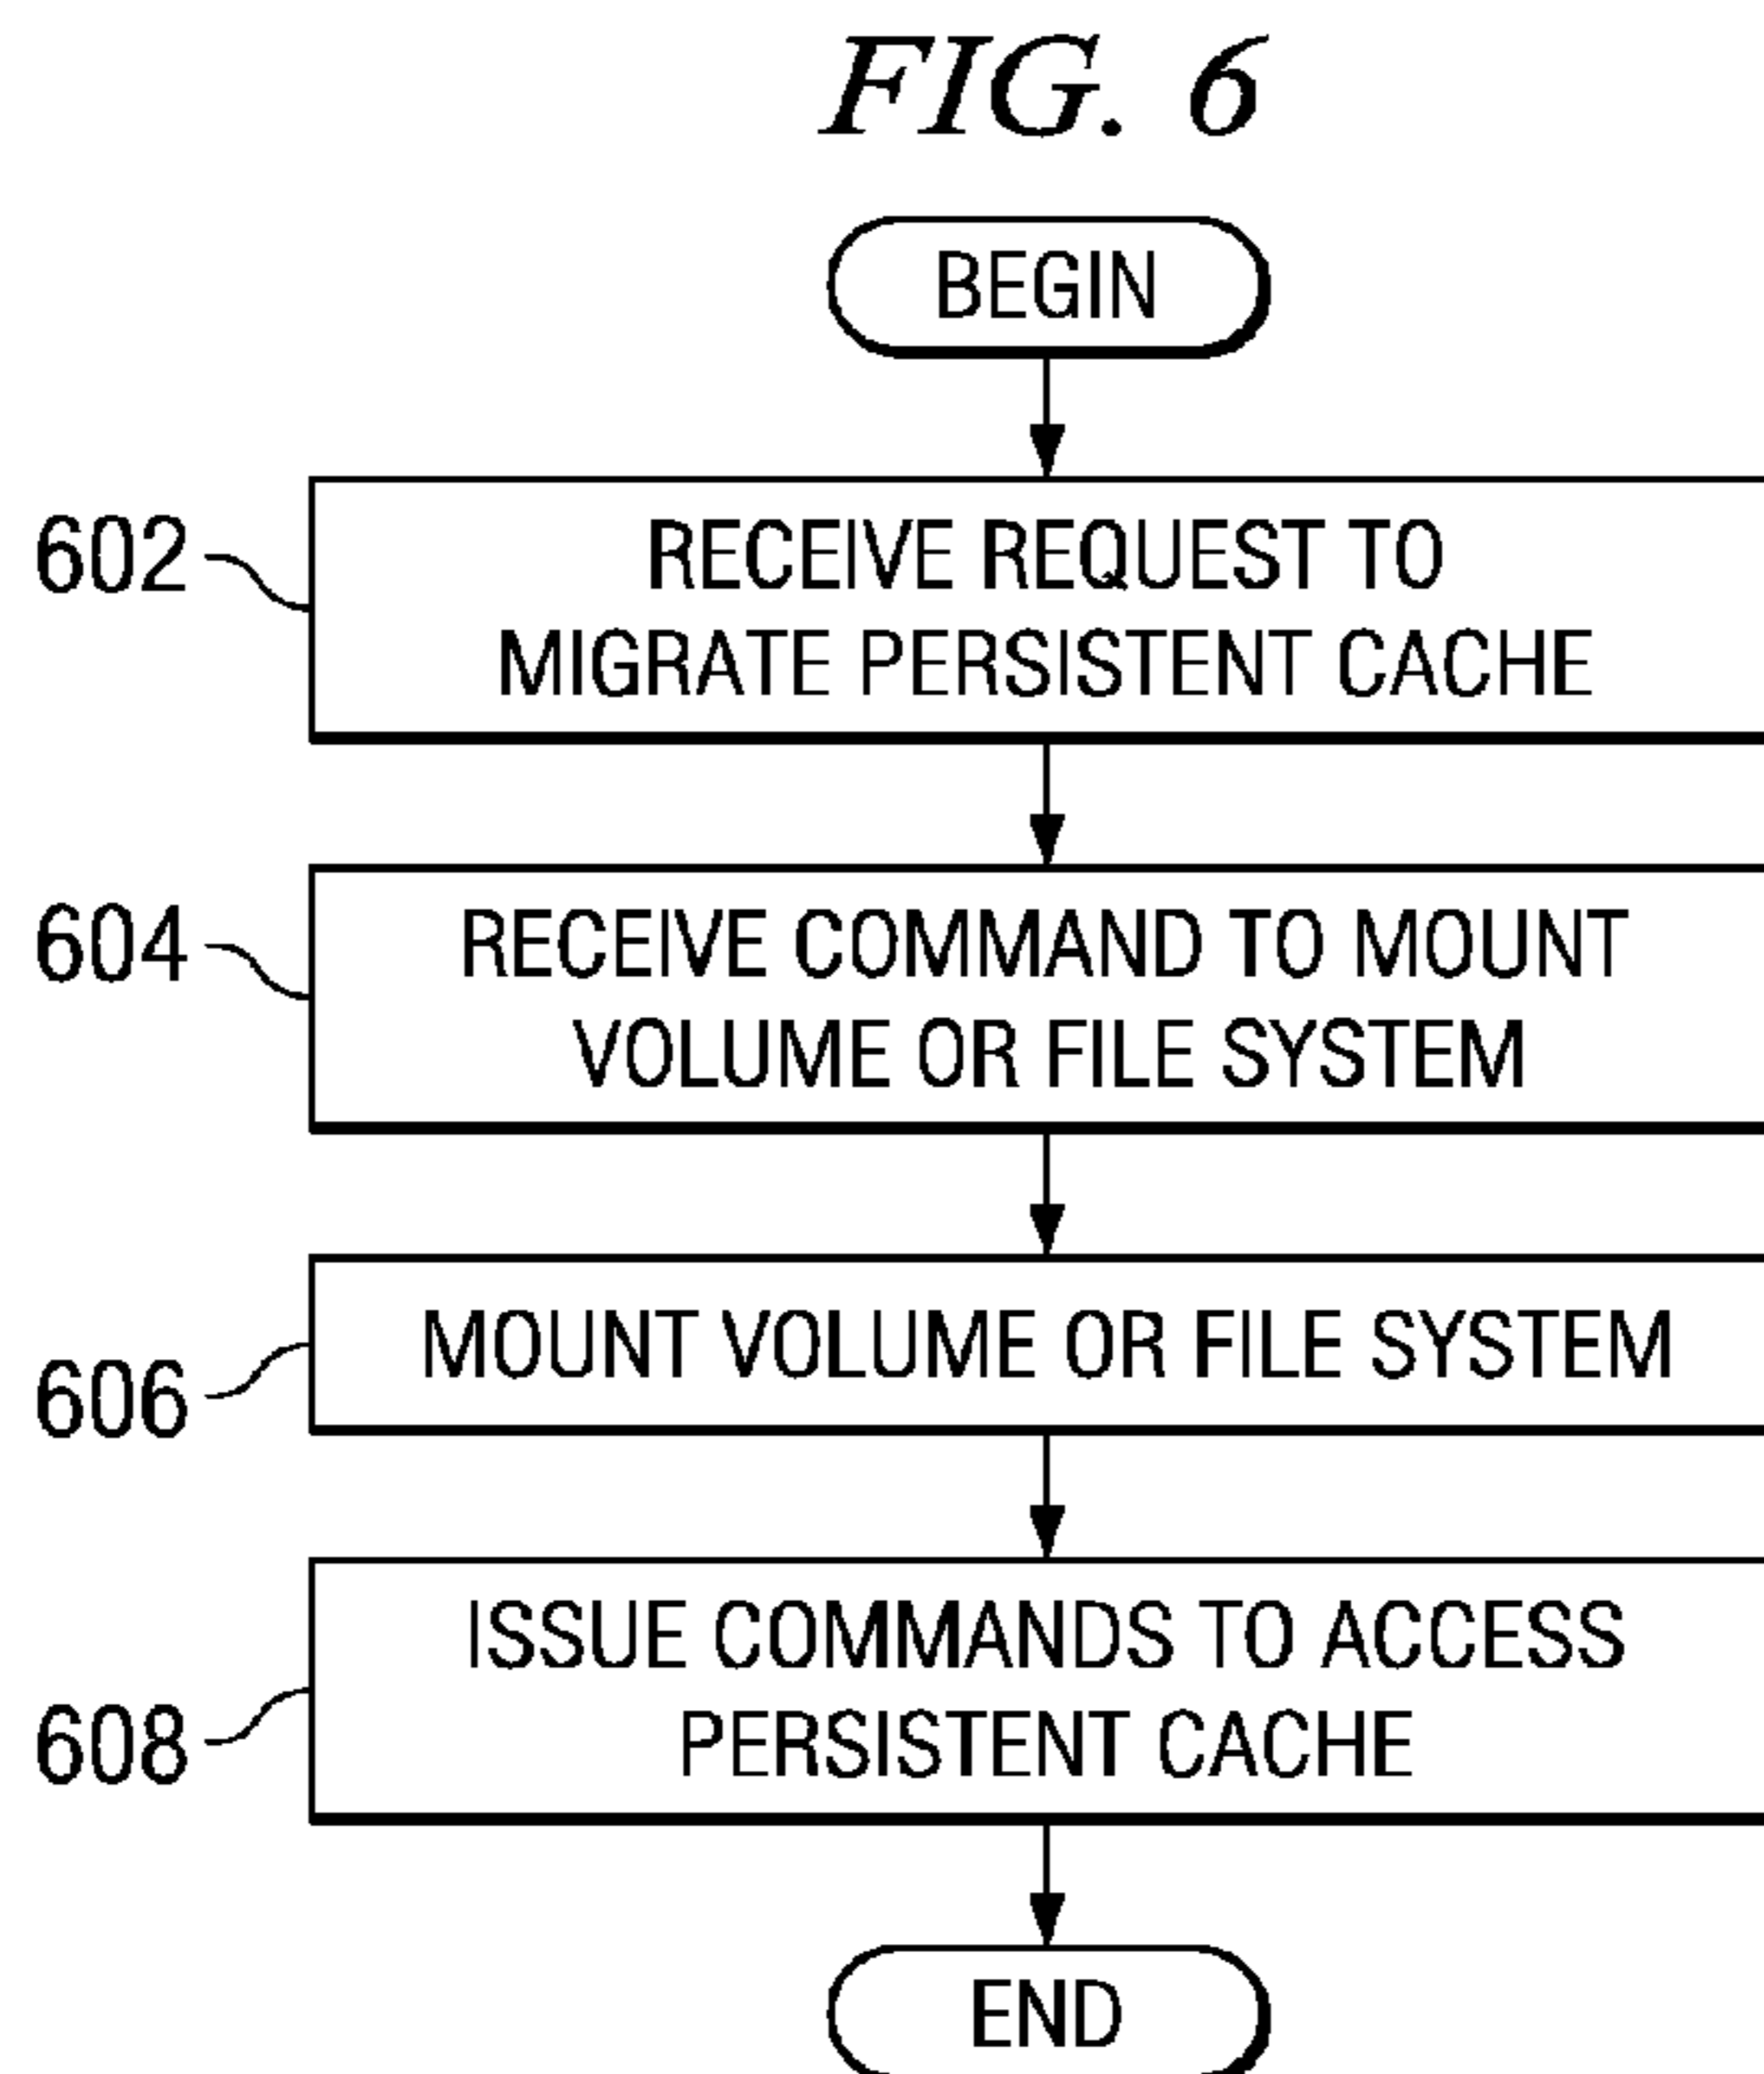 FIG. 6
BEGIN
602
RECEIVE REQUEST TO
MIGRATE PERSISTENT CACHE
604
RECEIVE COMMAND TO MOUNT
VOLUME OR FILE SYSTEM
606
MOUNT VOLUME OR FILE SYSTEM
608
ISSUE COMMANDS TO ACCESS
PERSISTENT CACHE
END